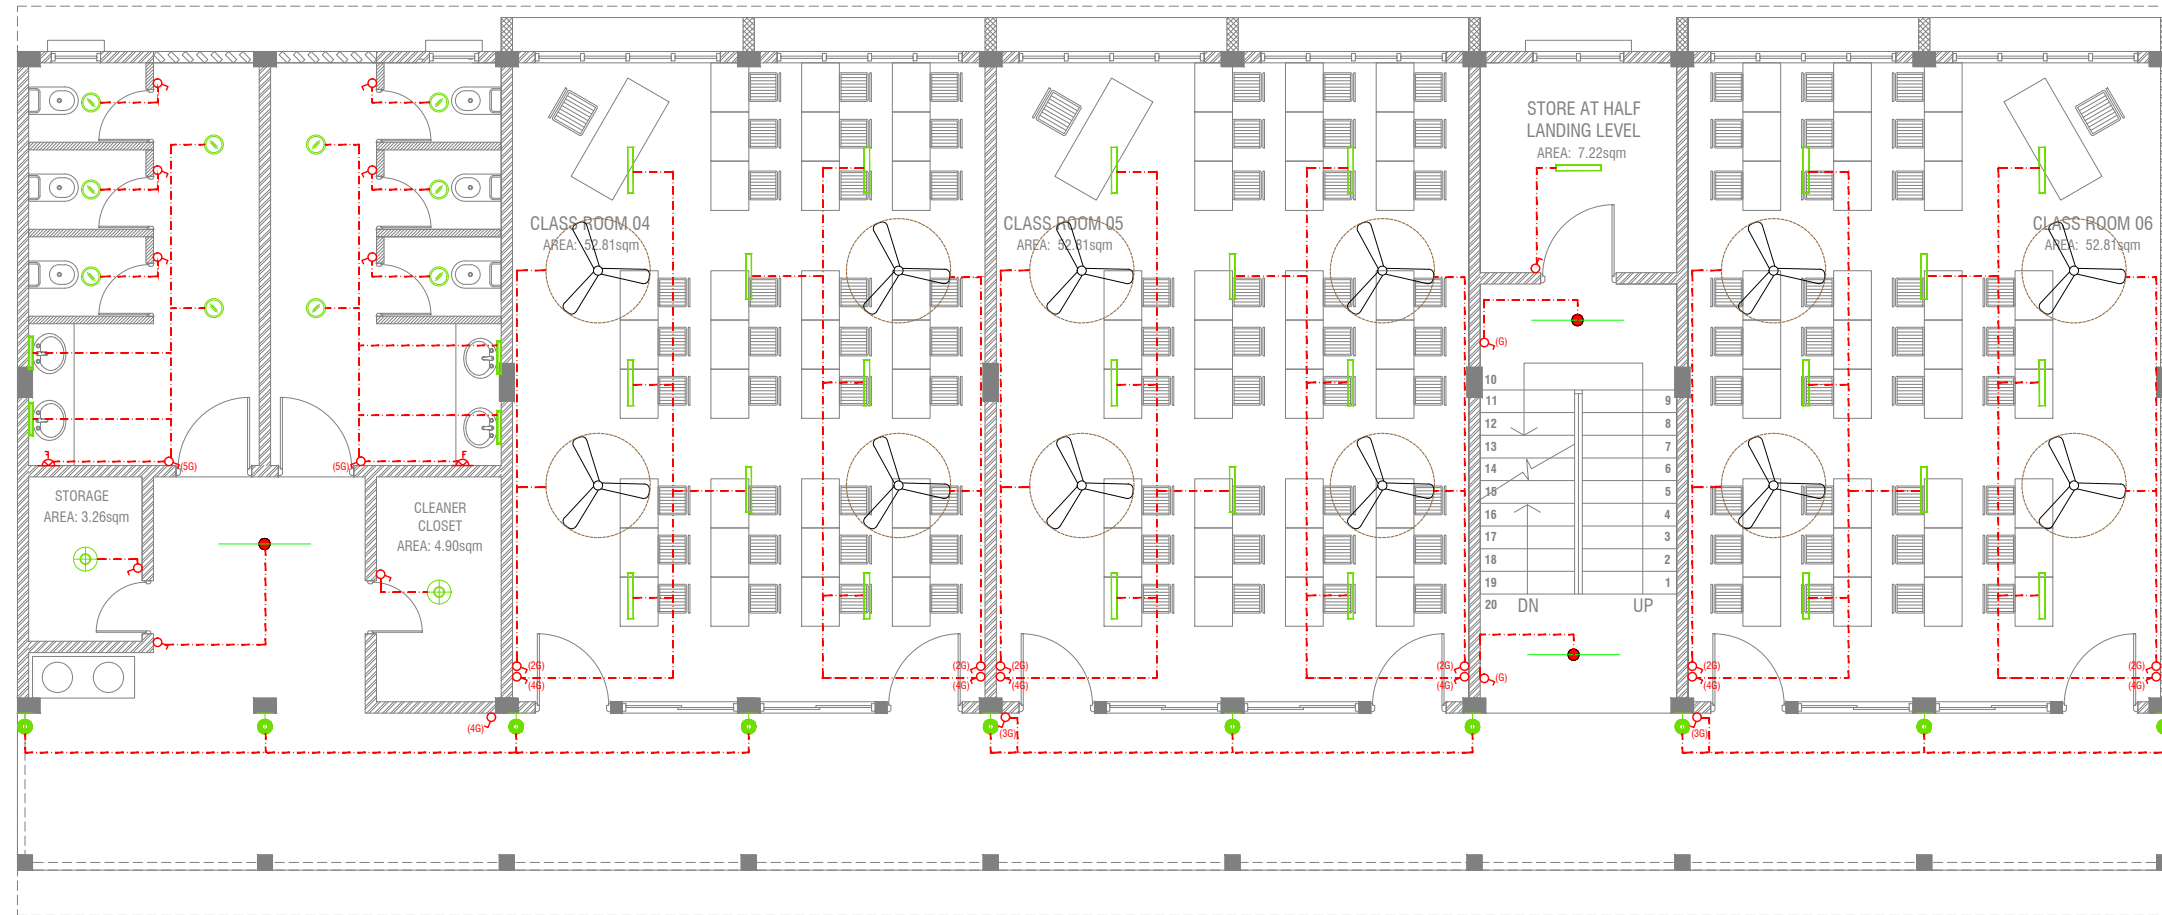 STORE AT HALF
LANDING LEVEL
AREA: 7.22sqm
CLASS ROOM 04
AREA: 52.81sqm
CLASS ROOM 05
AREA: 52.81sqm
CLASS ROOM 06
AREA: 52.81sqm
(G)
10
11
12
13
14
15
16
17
18
19
20
9
8
7
6
5
4
3
2
1
DN
UP
(5G)
(5G)
STORAGE
AREA: 3.26sqm
CLEANER
CLOSET
AREA: 4.90sqm
(2G)
(4G)
(2G)
(4G)
(2G)
(4G)
(2G)
(4G)
(G)
(2G)
(4G)
(2G)
(4G)
(4G)
(3G)
(3G)